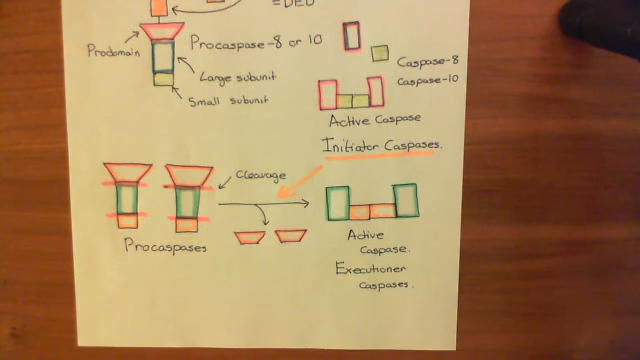 =DED
Prodomain
Procaspase-8 or 10
Large subunit
Small subunit
Caspase-8
Caspase-10
Active Caspase
Initiator Caspases.
Cleavage
Procaspases
Active
Caspase.
Executioner
Caspases.